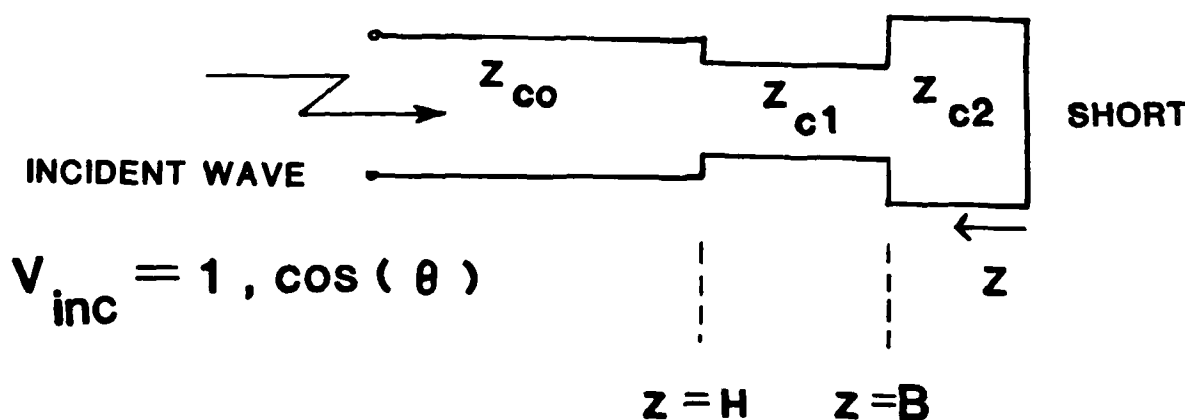 Z co
Z c1
Z c2
SHORT
INCIDENT WAVE
V inc = 1 , cos ( θ )
Z
z = H
z = B